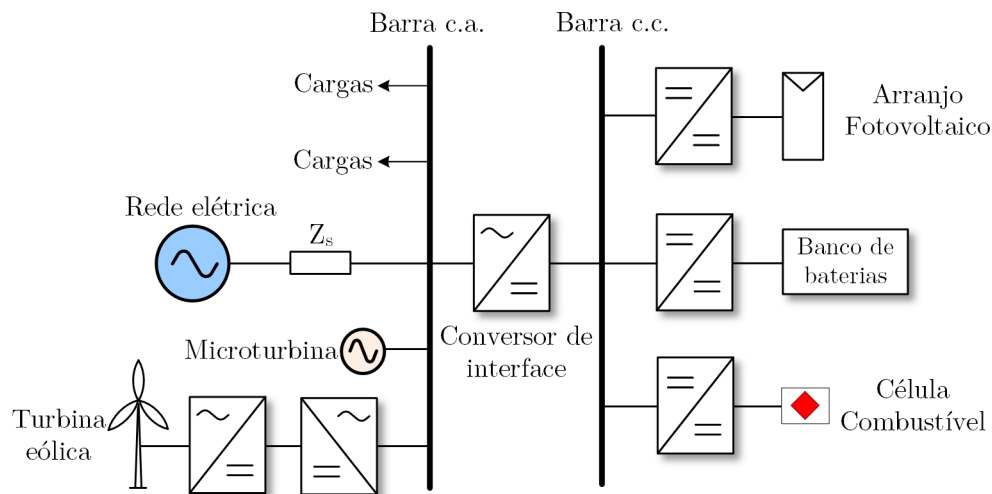 Barra c.a.
Barra c.c.
Cargas
Arranjo
Fotovoltaico
Cargas
Rede elétrica
Zs
Banco de
baterias
Conversor de
interface
Microturbina
Turbina
eólica
Célula
Combustível